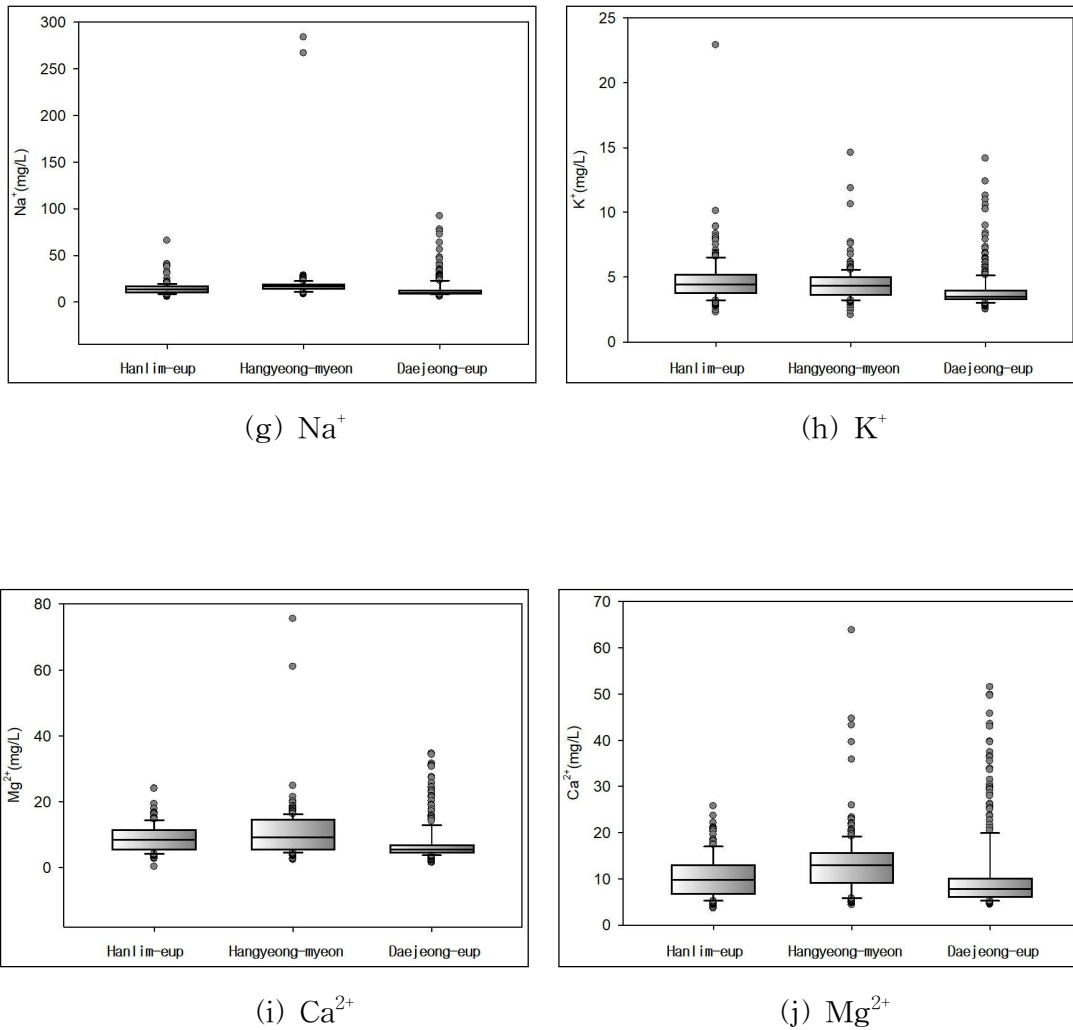 300
250
200
150
100
50
0
Na⁺(mg/L)
Hanlim-eup Hangyeong-myeon Daejeong-eup
(g) Na⁺
25
20
15
10
5
0
K⁺(mg/L)
Hanlim-eup Hangyeong-myeon Daejeong-eup
(h) K⁺
80
60
40
20
0
Mg²⁺(mg/L)
Hanlim-eup Hangyeong-myeon Daejeong-eup
(i) Ca²⁺
70
60
50
40
30
20
10
0
Ca²⁺(mg/L)
Hanlim-eup Hangyeong-myeon Daejeong-eup
(j) Mg²⁺